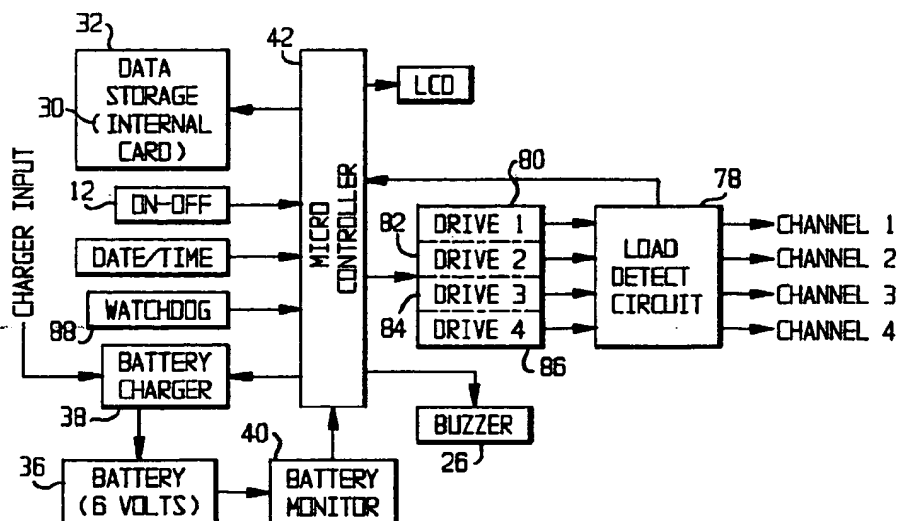 32
DATA
STORAGE
30
(INTERNAL
CARD)
42
MICRO
CONTROLLER
LCD
CHARGER INPUT
12
ON-OFF
DATE/TIME
WATCHDOG
88
BATTERY
CHARGER
38
36
BATTERY
(6 VOLTS)
40
BATTERY
MONITOR
80
82
84
86
DRIVE 1
DRIVE 2
DRIVE 3
DRIVE 4
78
LOAD
DETECT
CIRCUIT
CHANNEL 1
CHANNEL 2
CHANNEL 3
CHANNEL 4
BUZZER
26